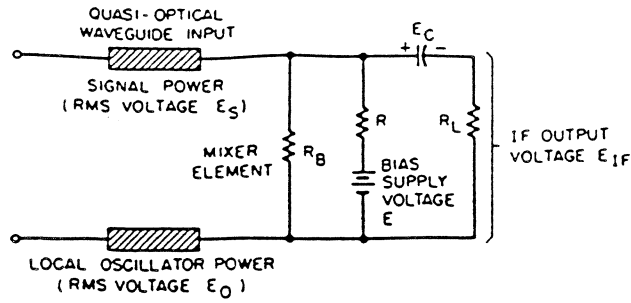 QUASI-OPTICAL
WAVEGUIDE INPUT
SIGNAL POWER
(RMS VOLTAGE ES)
EC
+ -
MIXER
ELEMENT
RB
R
BIAS
SUPPLY
VOLTAGE
E
RL
IF OUTPUT
VOLTAGE EIF
LOCAL OSCILLATOR POWER
(RMS VOLTAGE EO)